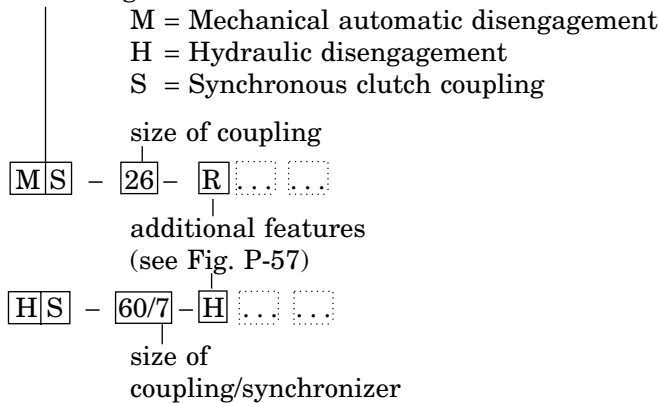 M = Mechanical automatic disengagement
H = Hydraulic disengagement
S = Synchronous clutch coupling
size of coupling
M S – 26 – R ... ...
additional features
(see Fig. P-57)
H S – 60/7 – H ... ...
size of
coupling/synchronizer